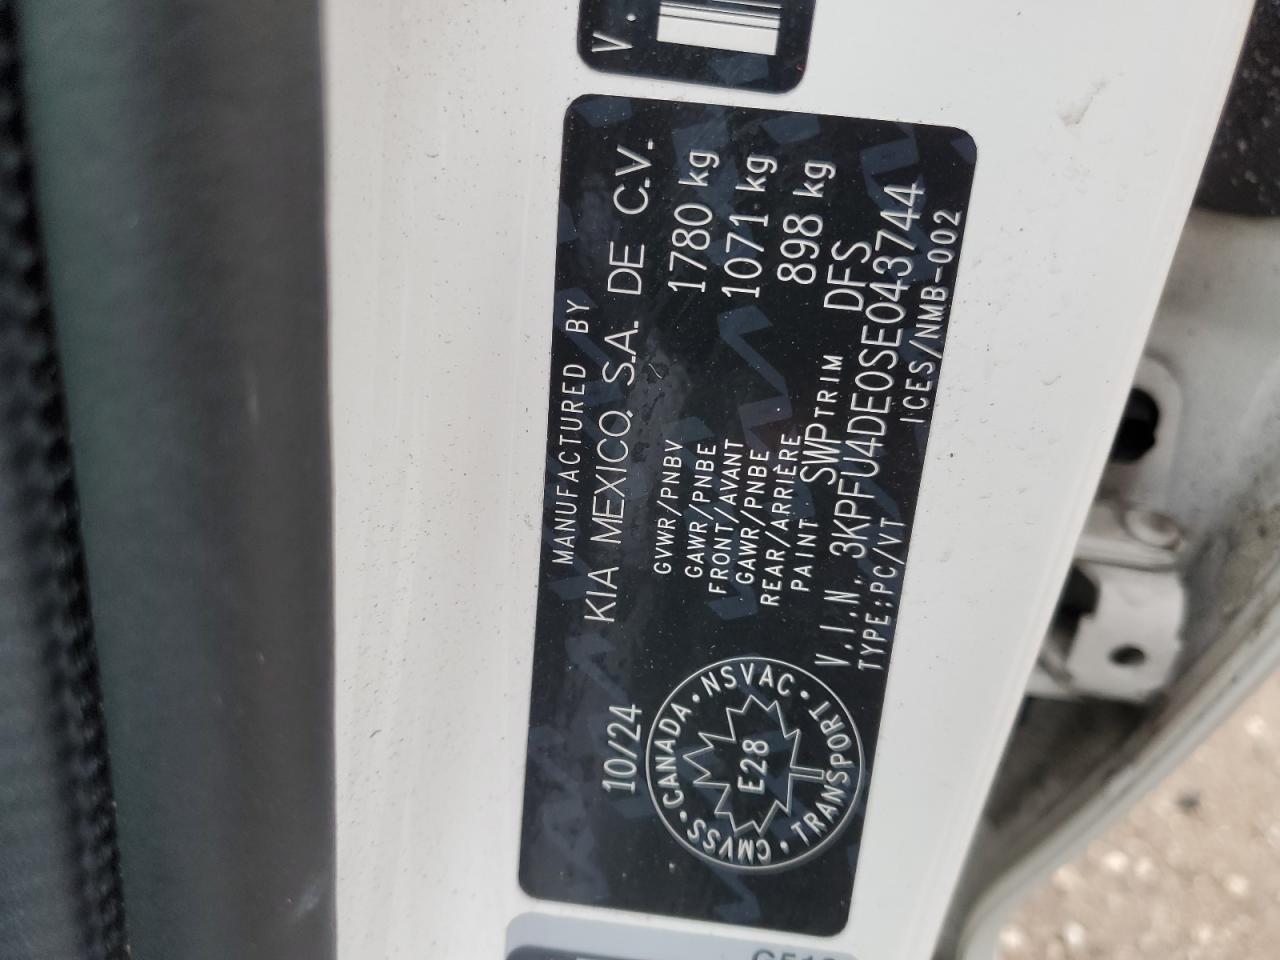 V.
MANUFACTURED BY
10/24 KIA MEXICO, S.A. DE C.V.
GVWR/PNBV 1780 kg
GAWR/PNBE
FRONT/AVANT 1071 kg
GAWR/PNBE
REAR/ARRIÈRE 898 kg
PAINT SWP TRIM DFS
V.I.N. 3KPFU4DE0SE043744
TYPE:PC/VT ICES/NMB-002
CMVSS • CANADA • NSVAC • TRANSPORT •
E28